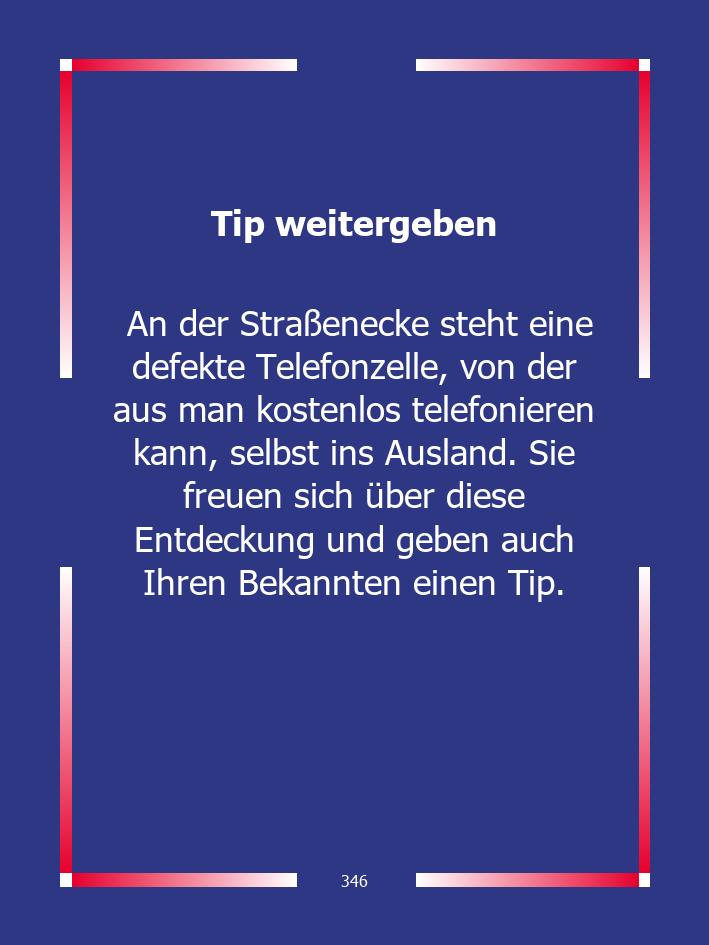 Tip weitergeben
An der Straßenecke steht eine
defekte Telefonzelle, von der
aus man kostenlos telefonieren
kann, selbst ins Ausland. Sie
freuen sich über diese
Entdeckung und geben auch
Ihren Bekannten einen Tip.
346